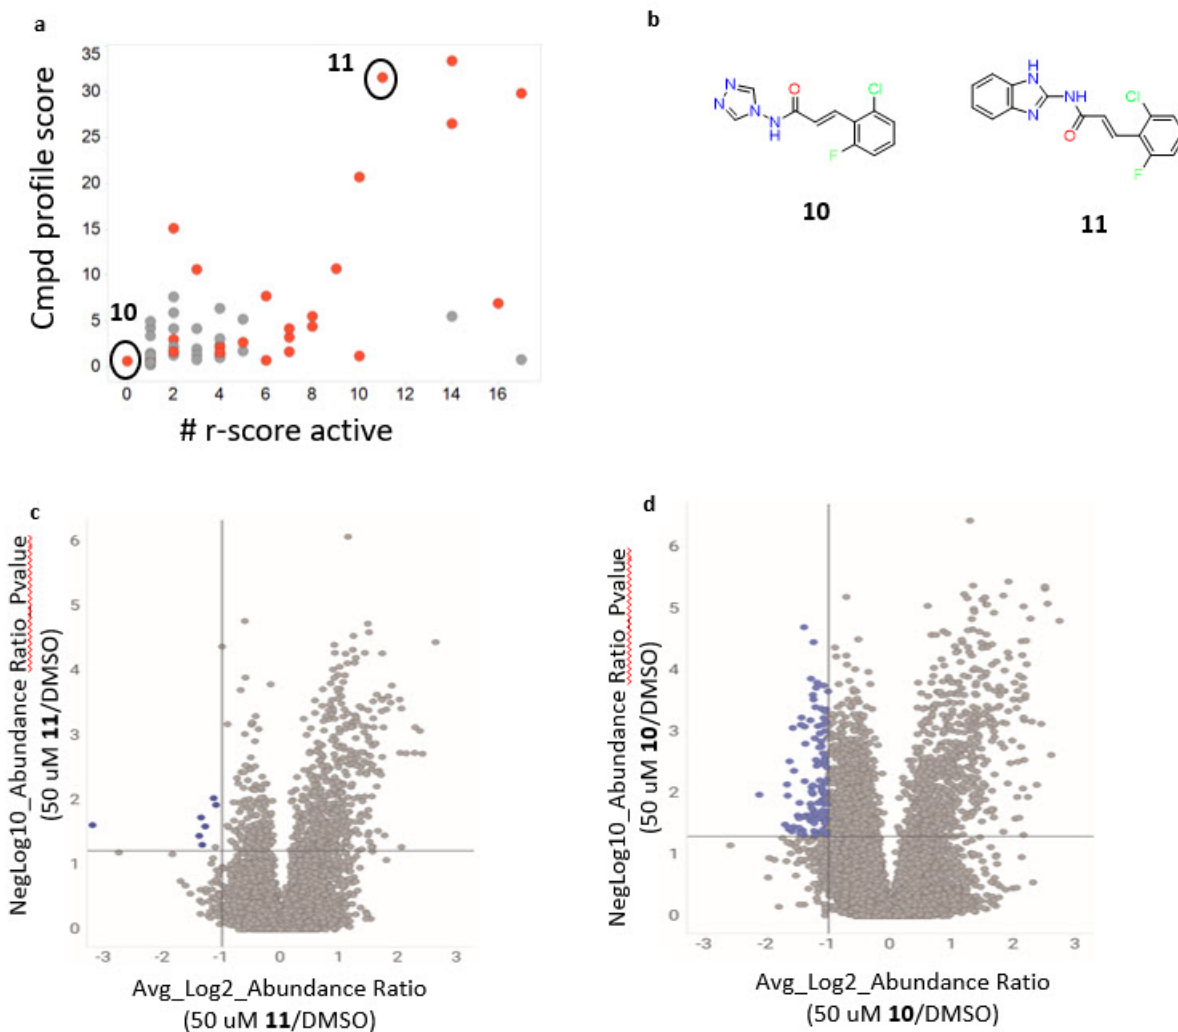 a
Cmpd profile score
35
30
25
20
15
10
5
0
11
10
0 2 4 6 8 10 12 14 16
# r-score active
b
N
N
N
N
H
O
Cl
F
10
H
N
N
NH
O
Cl
F
11
c
NegLog10_Abundance Ratio_Pvalue
(50 uM 11/DMSO)
6
5
4
3
2
1
0
-3 -2 -1 0 1 2 3
Avg_Log2_Abundance Ratio
(50 uM 11/DMSO)
d
NegLog10_Abundance Ratio_Pvalue
(50 uM 10/DMSO)
6
5
4
3
2
1
0
-3 -2 -1 0 1 2 3
Avg_Log2_Abundance Ratio
(50 uM 10/DMSO)